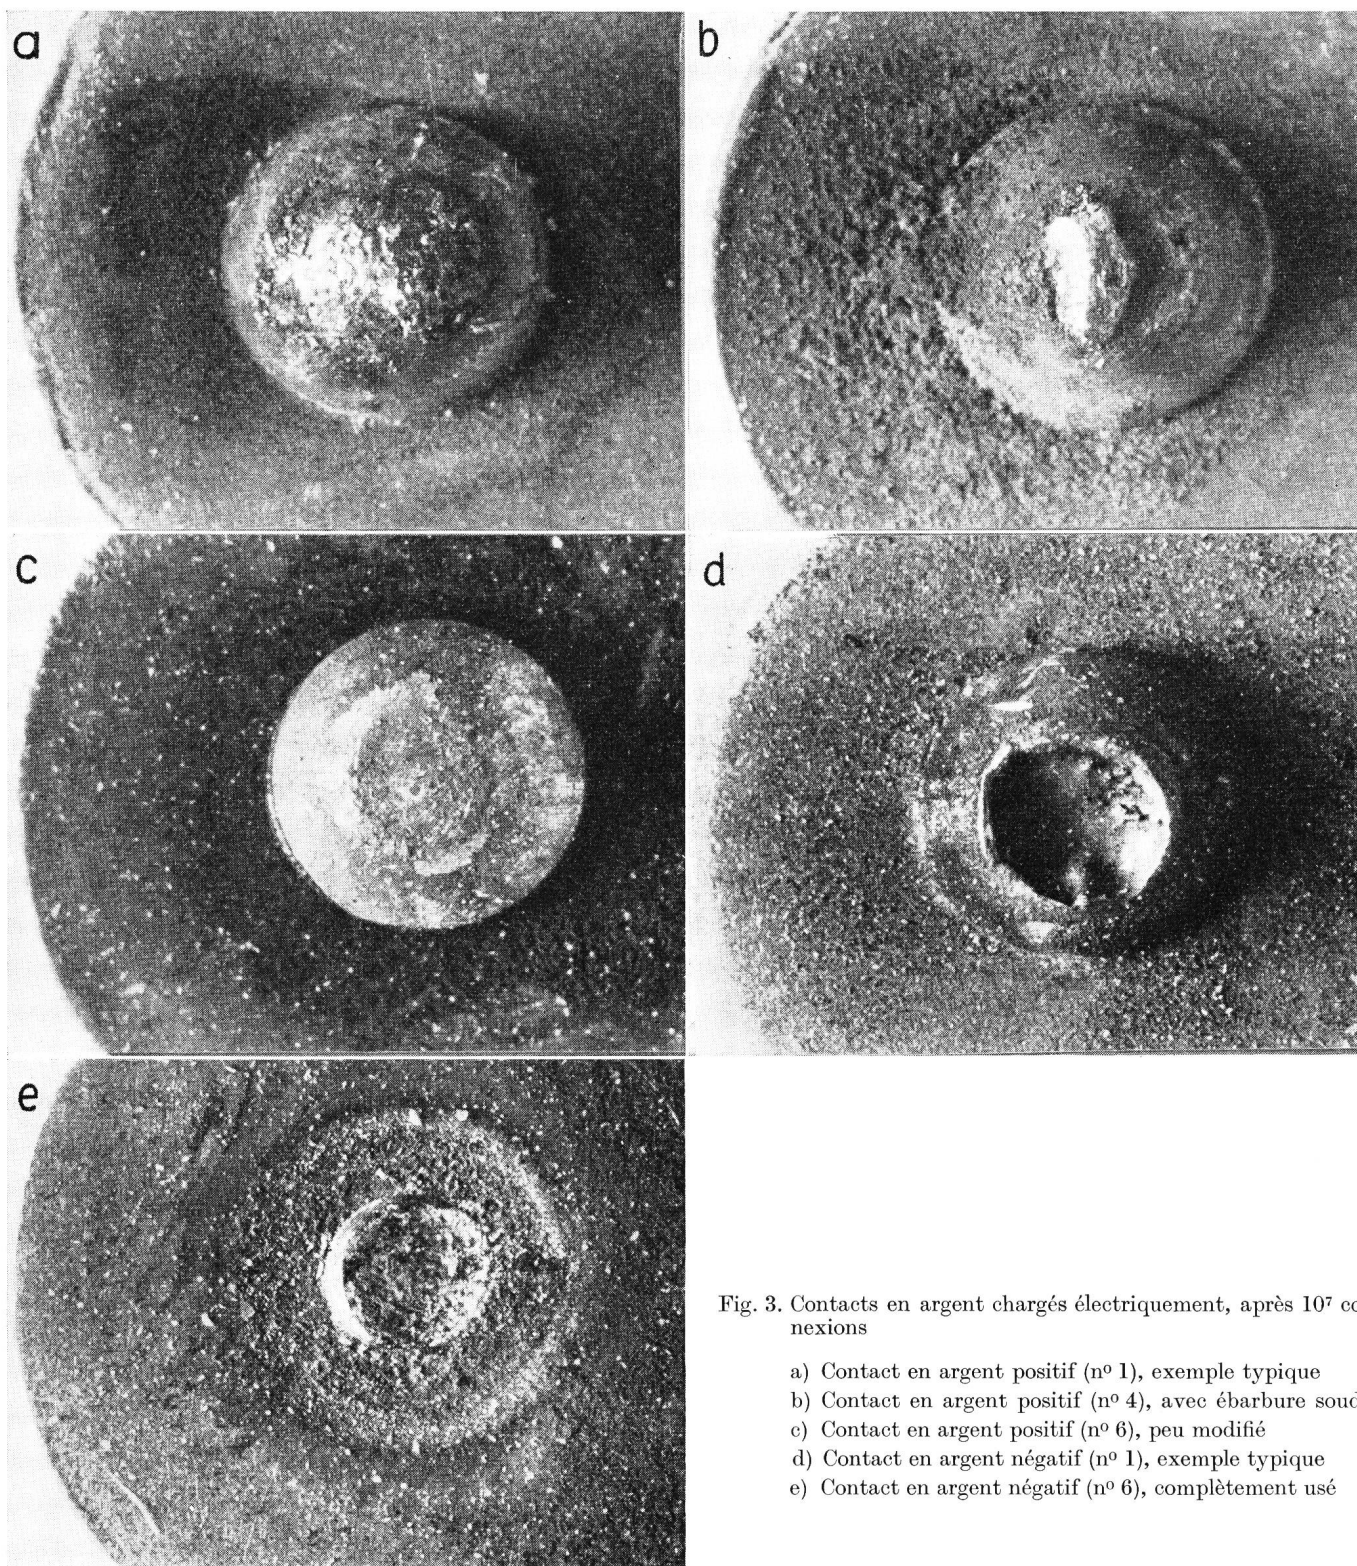 a
b
c
d
e
Fig. 3. Contacts en argent chargés électriquement, après 10⁷ co
nexions
a) Contact en argent positif (nº 1), exemple typique
b) Contact en argent positif (nº 4), avec ébarbure soud
c) Contact en argent positif (nº 6), peu modifié
d) Contact en argent négatif (nº 1), exemple typique
e) Contact en argent négatif (nº 6), complètement usé